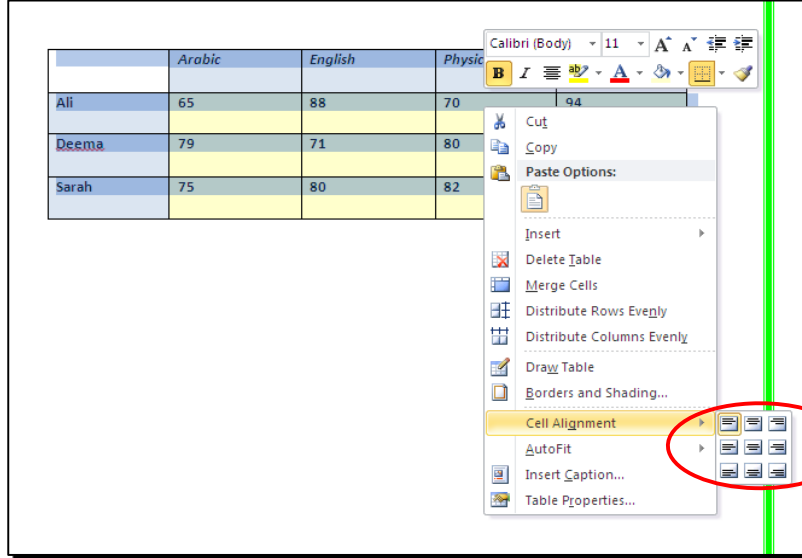 Calibri (Body) 11 A A
B I ab A
Arabic English Physic
Ali 65 88 70 94
Deema 79 71 80
Sarah 75 80 82
Cut
Copy
Paste Options:
Insert
Delete Table
Merge Cells
Distribute Rows Evenly
Distribute Columns Evenly
Draw Table
Borders and Shading...
Cell Alignment
AutoFit
Insert Caption...
Table Properties...